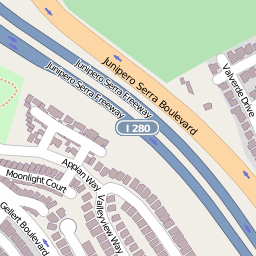 Junipero Serra Boulevard
Junipero Serra Freeway
Junipero Serra Freeway
Valverde Drive
I 280
Appian Way
Moonlight Court
Valleyview Way
Gellert Boulevard